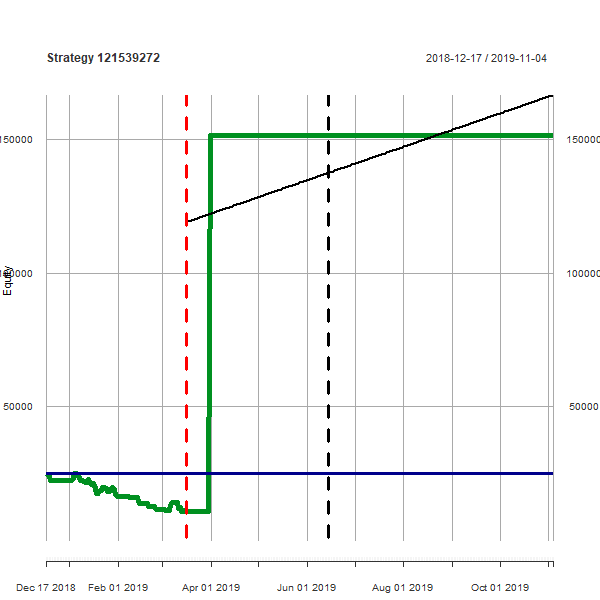 Strategy 121539272
2018-12-17 / 2019-11-04
150000
150000
100000
100000
Equity
50000
50000
Dec 17 2018
Feb 01 2019
Apr 01 2019
Jun 01 2019
Aug 01 2019
Oct 01 2019